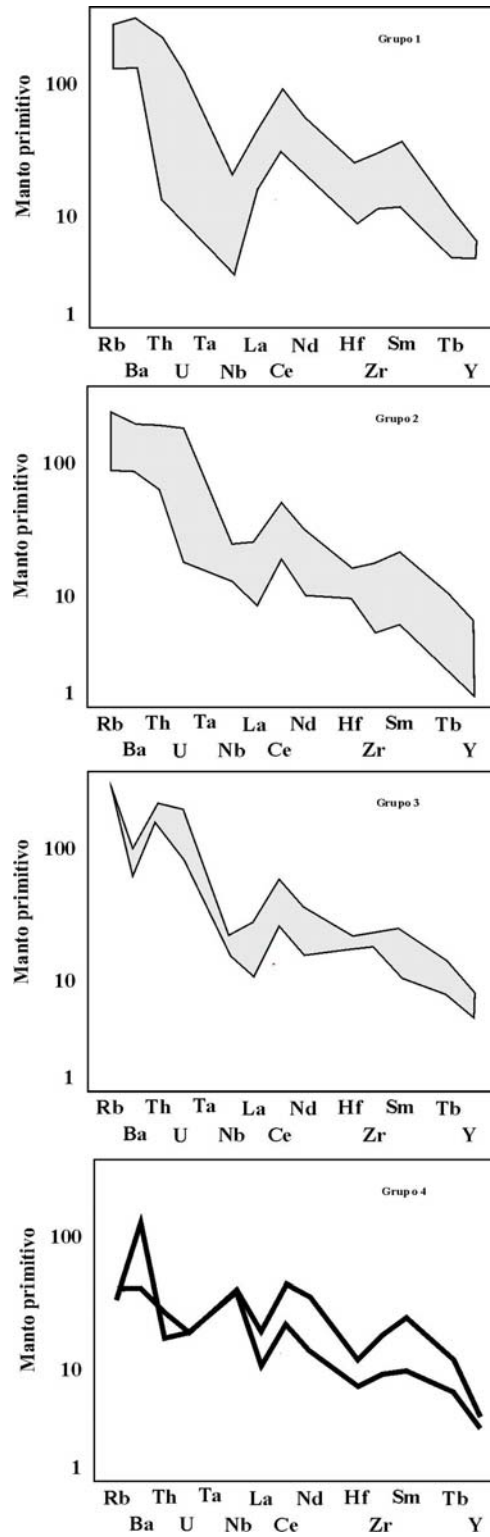 Grupo 1
Manto primitivo
100
10
1
Rb Th Ta La Nd Hf Sm Tb
Ba U Nb Ce Zr Y
Grupo 2
Manto primitivo
100
10
1
Rb Th Ta La Nd Hf Sm Tb
Ba U Nb Ce Zr Y
Grupo 3
Manto primitivo
100
10
1
Rb Th Ta La Nd Hf Sm Tb
Ba U Nb Ce Zr Y
Grupo 4
Manto primitivo
100
10
1
Rb Th Ta La Nd Hf Sm Tb
Ba U Nb Ce Zr Y